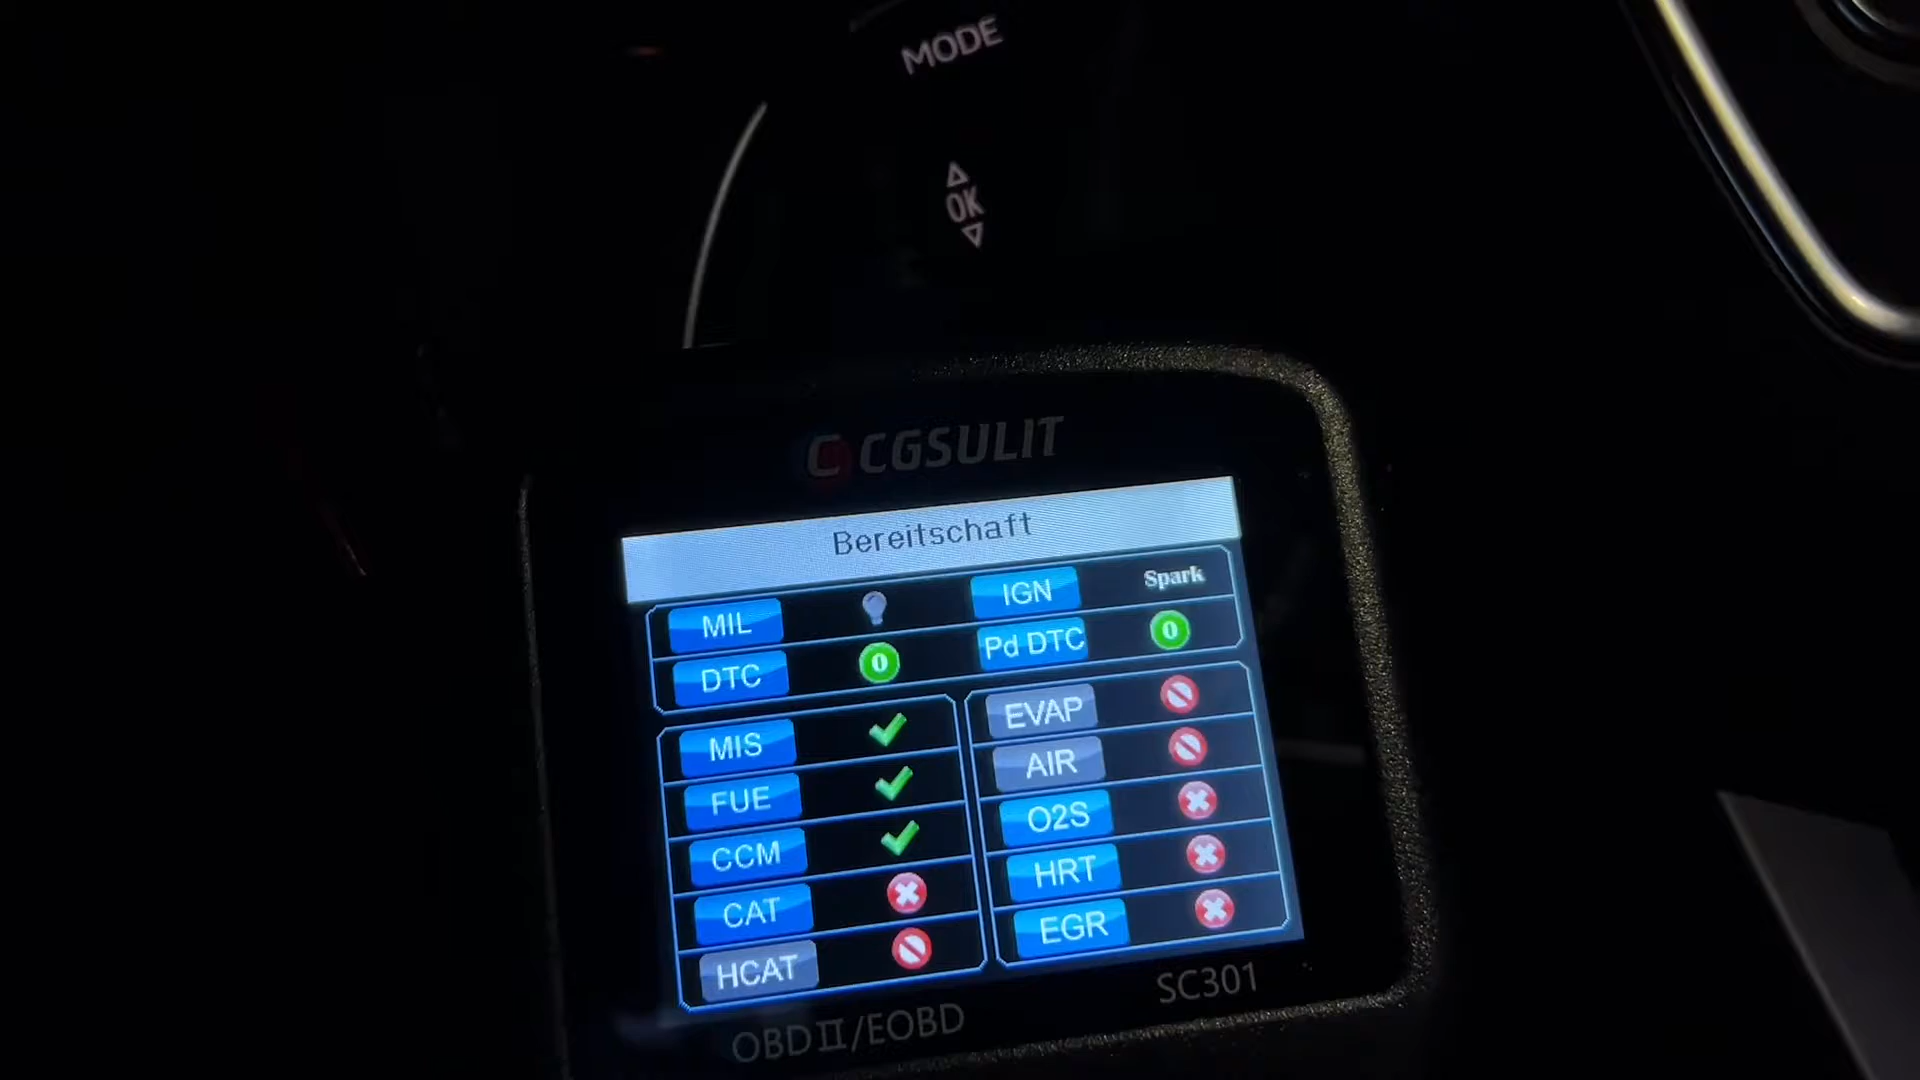 MODE
OK
CGSULIT
Bereitschaft
MIL
IGN Spark
DTC 0
Pd DTC 0
MIS
FUE
CCM
CAT
HCAT
EVAP
AIR
O2S
HRT
EGR
OBDII/EOBD
SC301